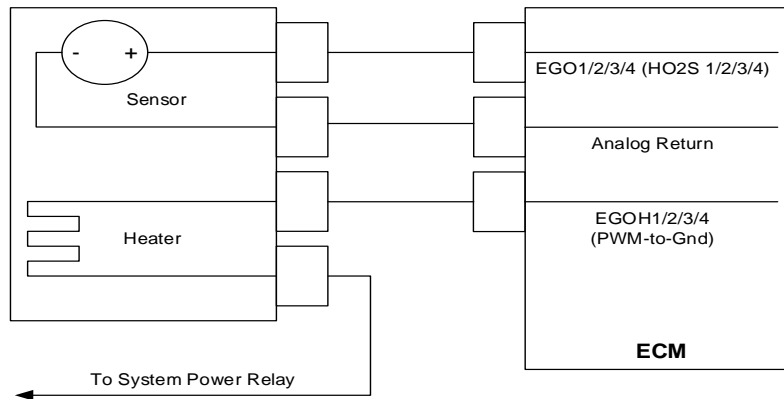 - +
Sensor
Heater
To System Power Relay
EGO1/2/3/4 (HO2S 1/2/3/4)
Analog Return
EGOH1/2/3/4
(PWM-to-Gnd)
ECM